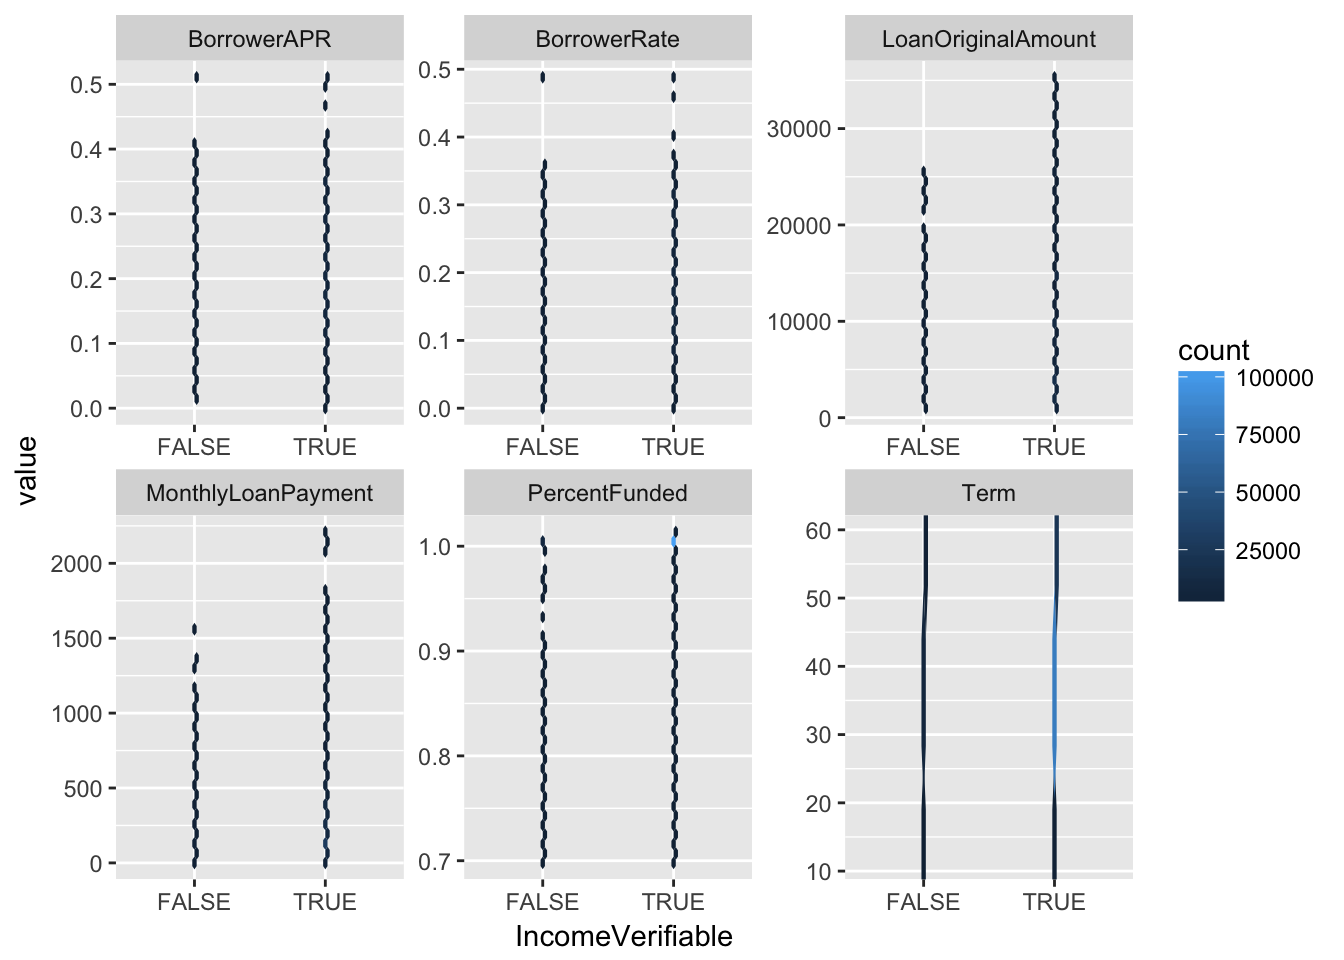 BorrowerAPR
BorrowerRate
LoanOriginalAmount
0.5
0.4
0.3
0.2
0.1
0.0
0.5
0.4
0.3
0.2
0.1
0.0
30000
20000
10000
0
FALSE TRUE
FALSE TRUE
FALSE TRUE
MonthlyLoanPayment
PercentFunded
Term
2000
1500
1000
500
0
1.0
0.9
0.8
0.7
60
50
40
30
20
10
FALSE TRUE
FALSE TRUE
FALSE TRUE
value
IncomeVerifiable
count
100000
75000
50000
25000